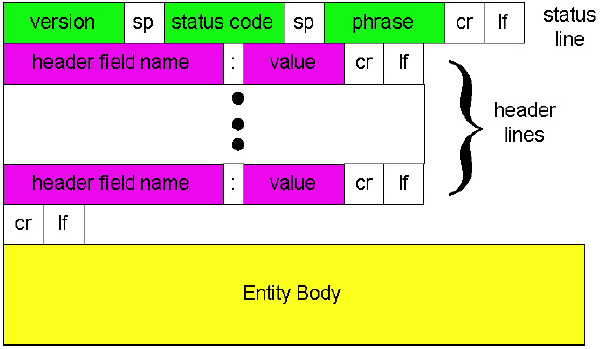 version sp status code sp phrase cr lf
status
line
header field name : value cr lf
header
lines
header field name : value cr lf
cr lf
Entity Body